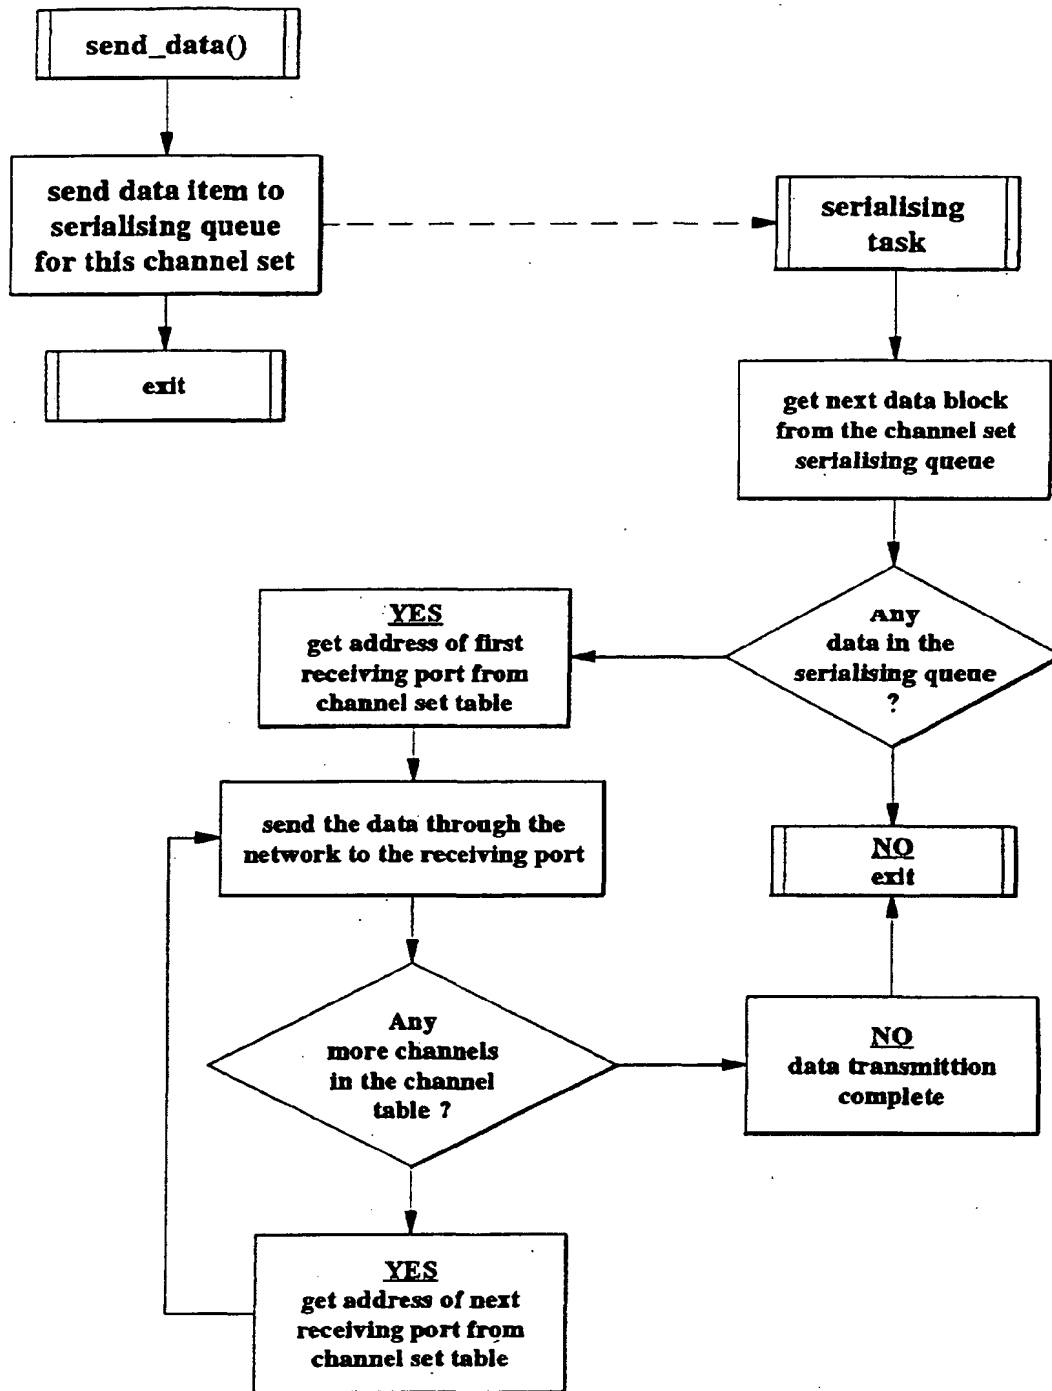 send_data()
send data item to
serialising queue
for this channel set
exit
serialising
task
get next data block
from the channel set
serialising queue
Any
data in the
serialising queue
?
YES
get address of first
receiving port from
channel set table
send the data through the
network to the receiving port
NO
exit
Any
more channels
in the channel
table ?
NO
data transmittion
complete
YES
get address of next
receiving port from
channel set table